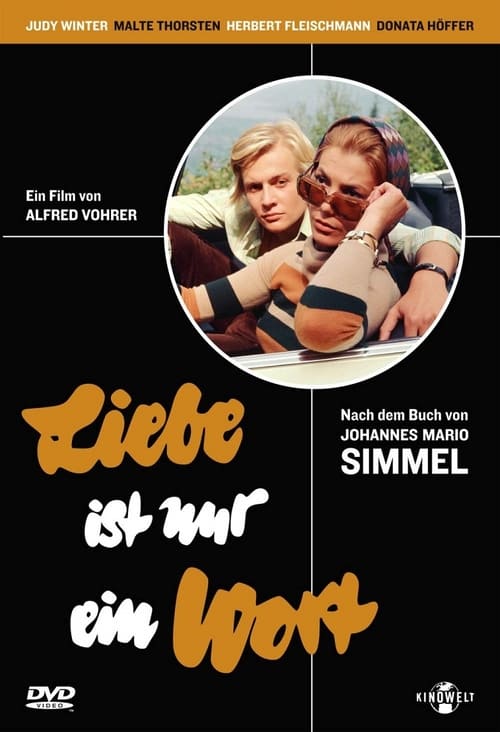 JUDY WINTER MALTE THORSTEN HERBERT FLEISCHMANN DONATA HÖFFER
Ein Film von
ALFRED VOHRER
Nach dem Buch von
JOHANNES MARIO
SIMMEL
Liebe
ist nur
ein Wort
DVD
VIDEO
KINOWELT